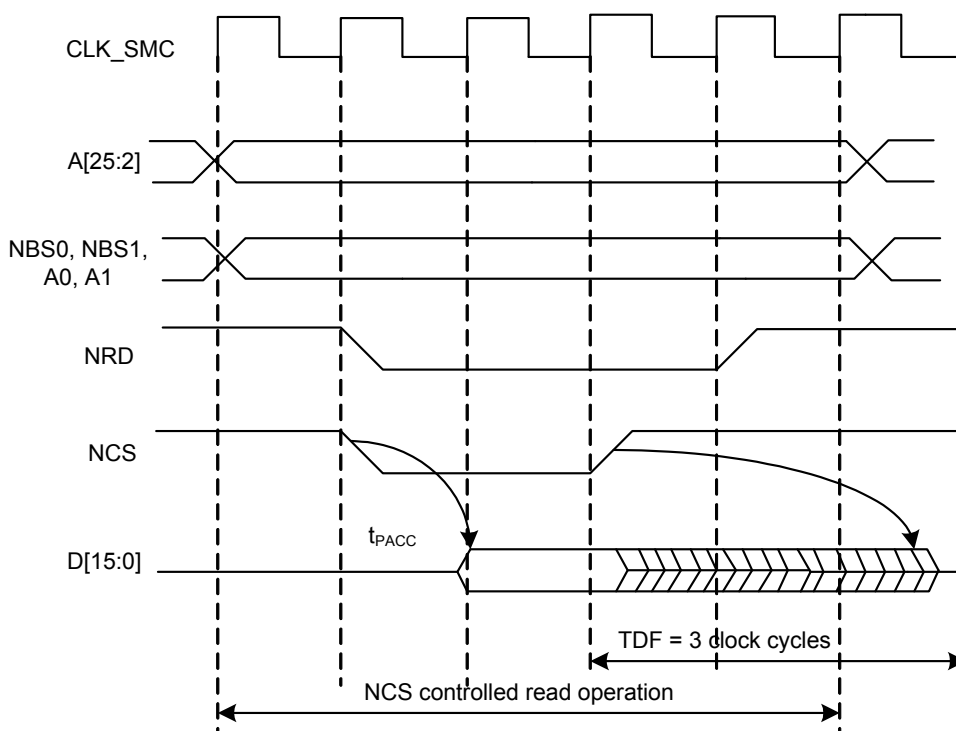 CLK_SMC
A[25:2]
NBS0, NBS1,
A0, A1
NRD
NCS
tPACC
D[15:0]
TDF = 3 clock cycles
NCS controlled read operation